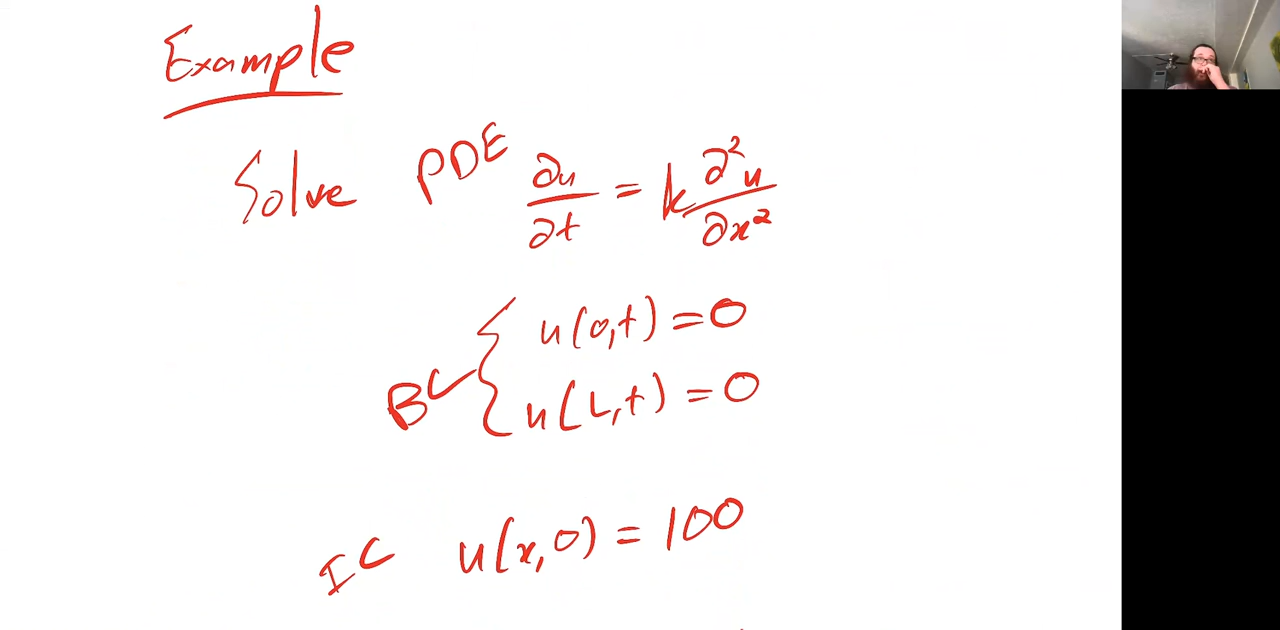 Example
Solve PDE ∂u/∂t = k ∂²u/∂x²
BC { u(0,t) = 0
u(L,t) = 0
IC u(x,0) = 100